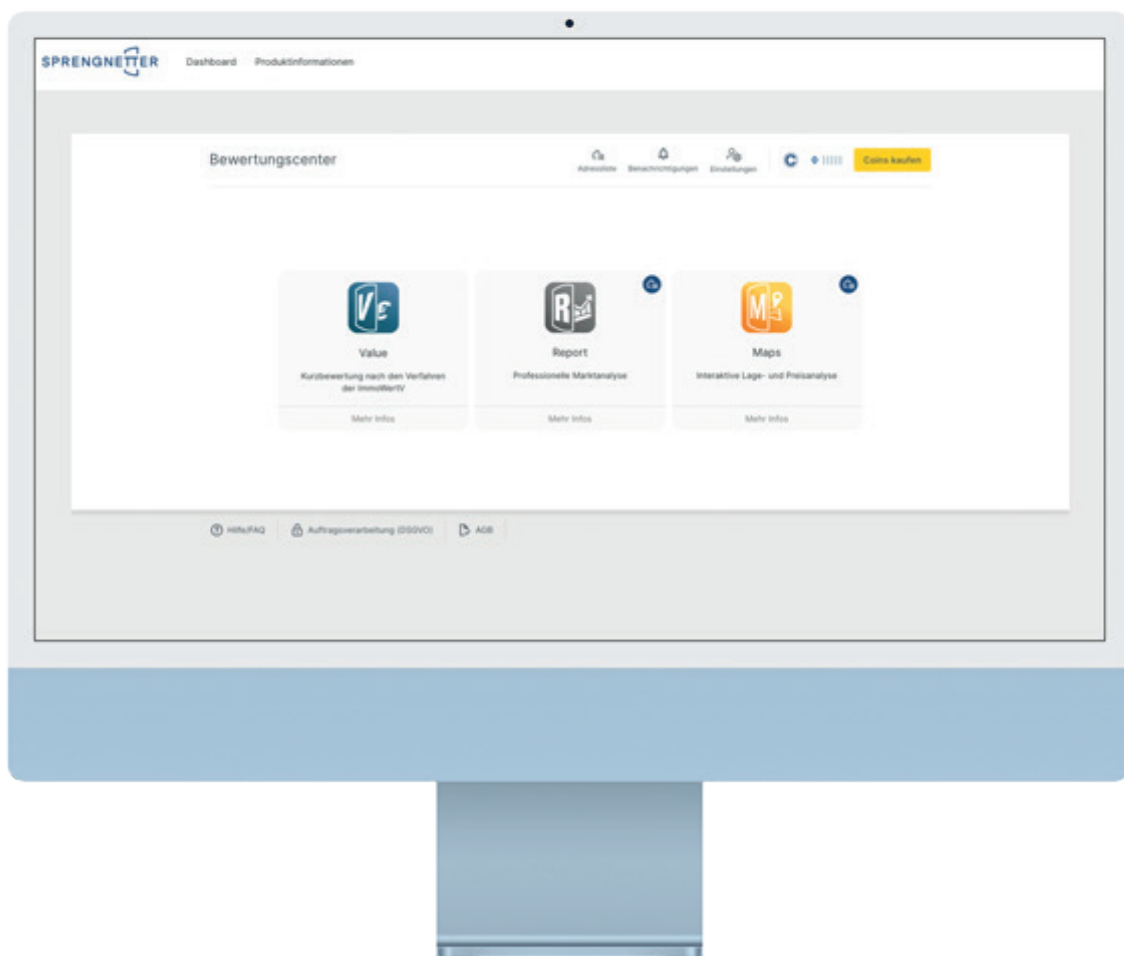 SPRENGNETTER Dashboard Produktinformationen
Bewertungscenter
Adressliste Benachrichtigungen Einstellungen
C Coins kaufen
Value
Kurzbewertung nach den Verfahren
der ImmoWertV
Mehr Infos
Report
Professionelle Marktanalyse
Mehr Infos
Maps
Interaktive Lage- und Preisanalyse
Mehr Infos
Hilfe/FAQ Auftragsverarbeitung (DSGVO) AGB